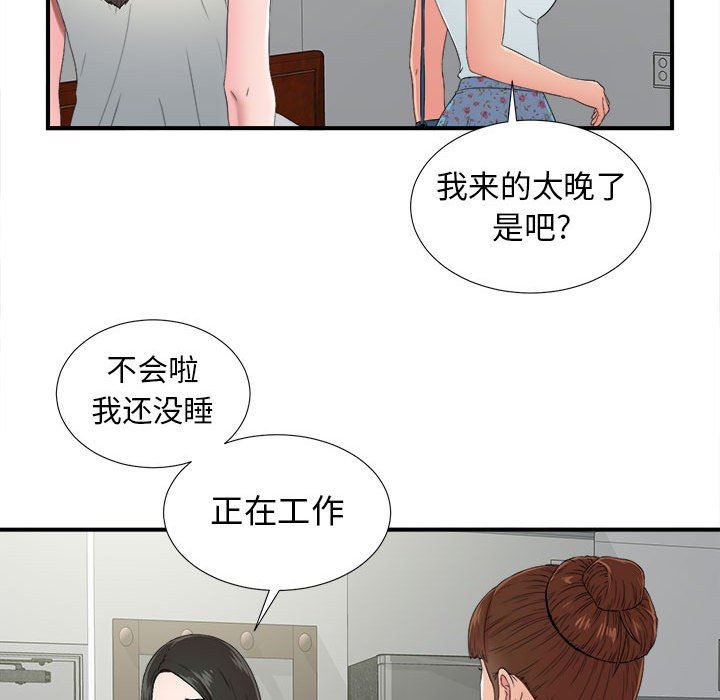 我来的太晚了
是吧?
不会啦
我还没睡
正在工作